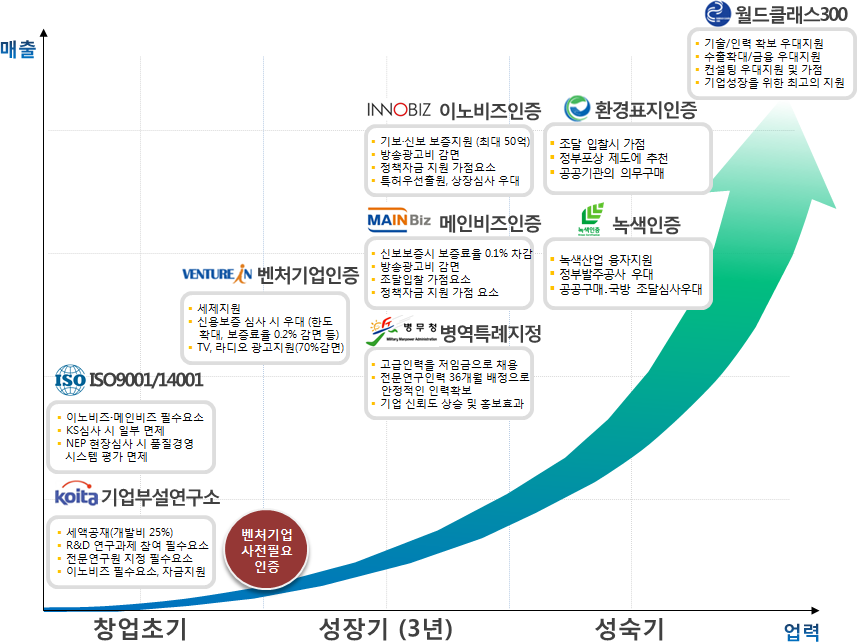 매출
월드클래스300
기술/인력 확보 우대지원
수출확대/금융 우대지원
컨설팅 우대지원 및 가점
기업성장을 위한 최고의 지원
INNOBIZ 이노비즈인증
기보·신보 보증지원 (최대 50억)
방송광고비 감면
정책자금 지원 가점요소
특허우선출원, 상장심사 우대
환경표지인증
조달 입찰시 가점
정부포상 제도에 추천
공공기관의 의무구매
MAINBiz 메인비즈인증
신보보증시 보증료율 0.1% 차감
방송광고비 감면
조달입찰 가점요소
정책자금 지원 가점 요소
녹색인증
녹색인증
녹색산업 융자지원
정부발주공사 우대
공공구매.국방 조달심사우대
VENTURE iN 벤처기업인증
세제지원
신용보증 심사 시 우대 (한도
확대, 보증료율 0.2% 감면 등)
TV, 라디오 광고지원(70%감면)
병무청 병역특례지정
Military Manpower Administration
고급인력을 저임금으로 채용
전문연구인력 36개월 배정으로
안정적인 인력확보
기업 신뢰도 상승 및 홍보효과
ISO ISO9001/14001
이노비즈·메인비즈 필수요소
KS심사 시 일부 면제
NEP 현장심사 시 품질경영
시스템 평가 면제
koita 기업부설연구소
세액공재(개발비 25%)
R&D 연구과제 참여 필수요소
전문연구원 지정 필수요소
이노비즈 필수요소, 자금지원
벤처기업
사전필요
인증
창업초기
성장기 (3년)
성숙기
업력